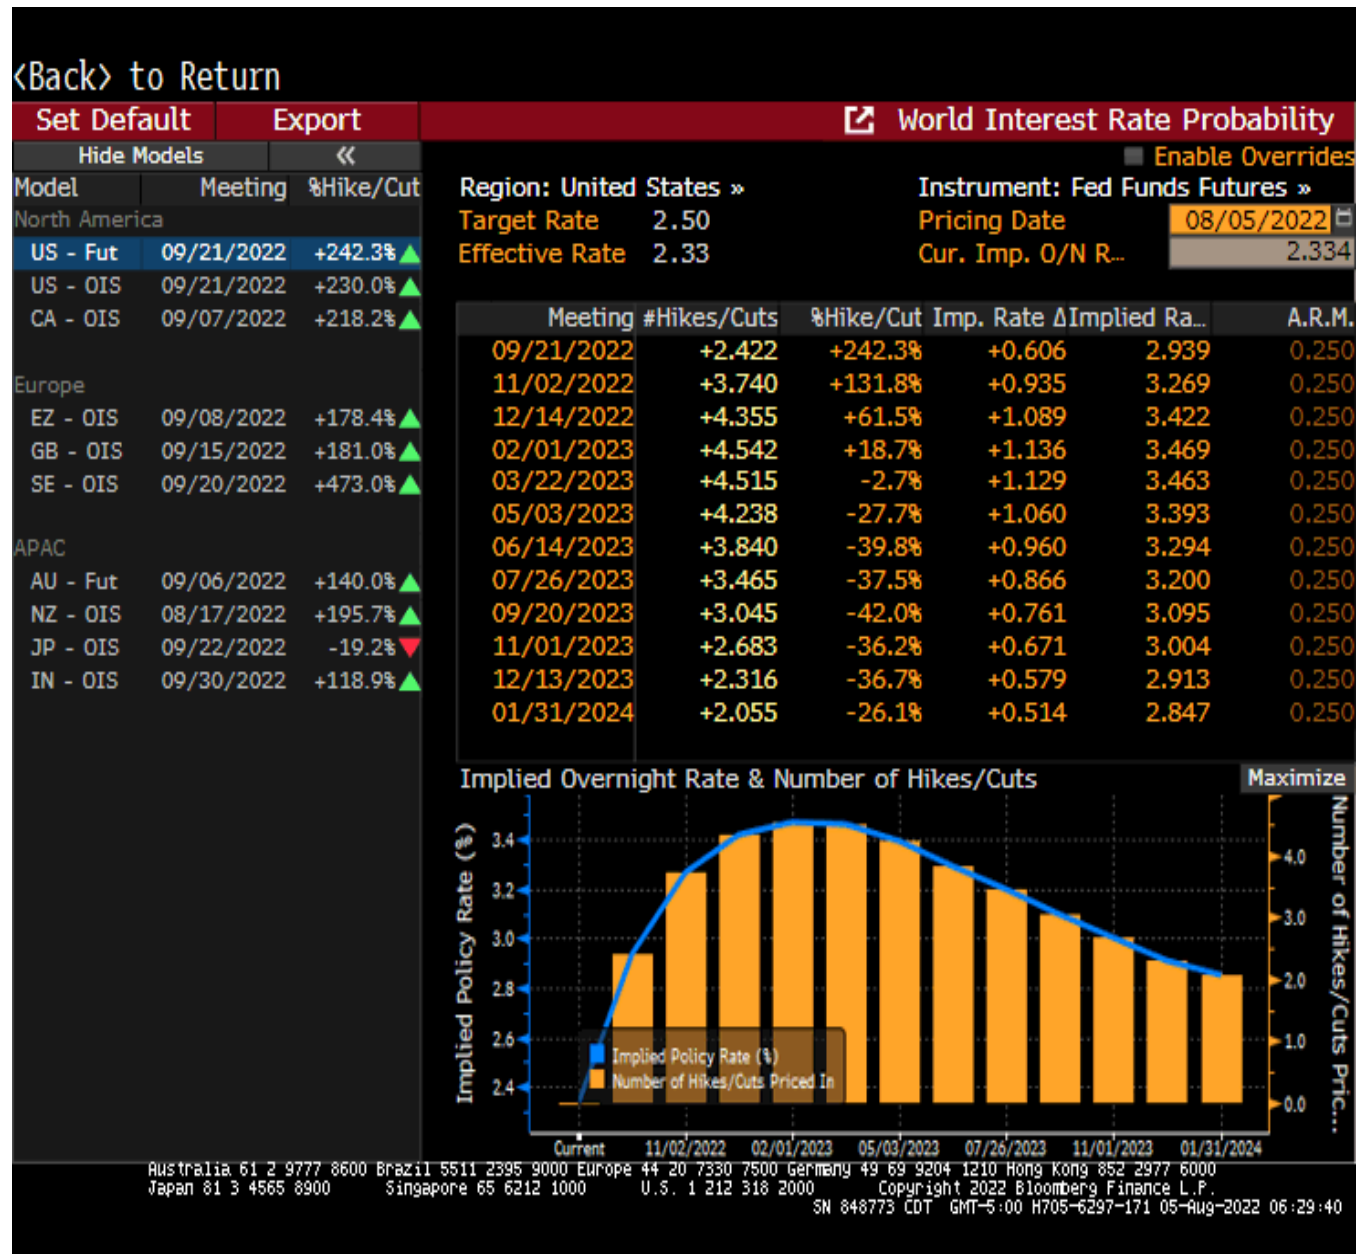 <Back> to Return
Set Default Export World Interest Rate Probability
Hide Models « Enable Overrides
Model Meeting %Hike/Cut Region: United States » Instrument: Fed Funds Futures »
North America Target Rate 2.50 Pricing Date 08/05/2022
US - Fut 09/21/2022 +242.3% Effective Rate 2.33 Cur. Imp. O/N R… 2.334
US - OIS 09/21/2022 +230.0%
CA - OIS 09/07/2022 +218.2%
Europe
EZ - OIS 09/08/2022 +178.4%
GB - OIS 09/15/2022 +181.0%
SE - OIS 09/20/2022 +473.0%
APAC
AU - Fut 09/06/2022 +140.0%
NZ - OIS 08/17/2022 +195.7%
JP - OIS 09/22/2022 -19.2%
IN - OIS 09/30/2022 +118.9%
Meeting #Hikes/Cuts %Hike/Cut Imp. Rate Δ Implied Ra… A.R.M.
09/21/2022 +2.422 +242.3% +0.606 2.939 0.250
11/02/2022 +3.740 +131.8% +0.935 3.269 0.250
12/14/2022 +4.355 +61.5% +1.089 3.422 0.250
02/01/2023 +4.542 +18.7% +1.136 3.469 0.250
03/22/2023 +4.515 -2.7% +1.129 3.463 0.250
05/03/2023 +4.238 -27.7% +1.060 3.393 0.250
06/14/2023 +3.840 -39.8% +0.960 3.294 0.250
07/26/2023 +3.465 -37.5% +0.866 3.200 0.250
09/20/2023 +3.045 -42.0% +0.761 3.095 0.250
11/01/2023 +2.683 -36.2% +0.671 3.004 0.250
12/13/2023 +2.316 -36.7% +0.579 2.913 0.250
01/31/2024 +2.055 -26.1% +0.514 2.847 0.250
Implied Overnight Rate & Number of Hikes/Cuts Maximize
Implied Policy Rate (%)
3.4
3.2
3.0
2.8
2.6
2.4
Implied Policy Rate (%)
Number of Hikes/Cuts Priced In
4.0
3.0
2.0
1.0
0.0
Number of Hikes/Cuts Pric…
Current 11/02/2022 02/01/2023 05/03/2023 07/26/2023 11/01/2023 01/31/2024
Australia 61 2 9777 8600 Brazil 5511 2395 9000 Europe 44 20 7330 7500 Germany 49 69 9204 1210 Hong Kong 852 2977 6000
Japan 81 3 4565 8900 Singapore 65 6212 1000 U.S. 1 212 318 2000 Copyright 2022 Bloomberg Finance L.P.
SN 848773 CDT GMT-5:00 H705-6297-171 05-Aug-2022 06:29:40